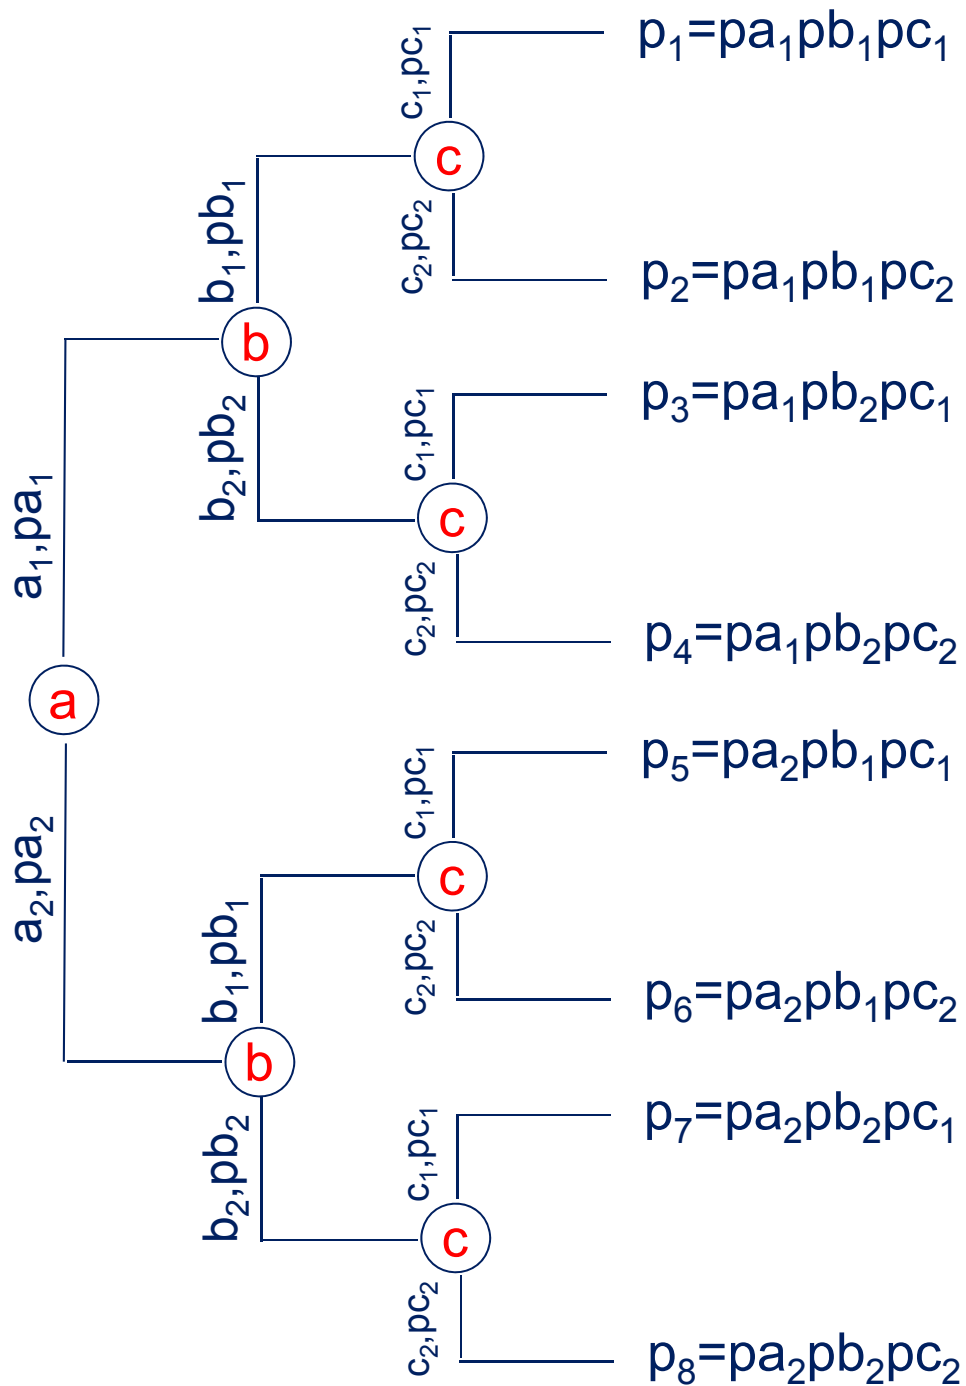 c₁,pc₁
p₁=pa₁pb₁pc₁
c
b₁,pb₁
c₂,pc₂
p₂=pa₁pb₁pc₂
b
c₁,pc₁
p₃=pa₁pb₂pc₁
b₂,pb₂
c
a₁,pa₁
c₂,pc₂
p₄=pa₁pb₂pc₂
a
c₁,pc₁
p₅=pa₂pb₁pc₁
a₂,pa₂
c
b₁,pb₁
c₂,pc₂
p₆=pa₂pb₁pc₂
b
c₁,pc₁
p₇=pa₂pb₂pc₁
b₂,pb₂
c
c₂,pc₂
p₈=pa₂pb₂pc₂